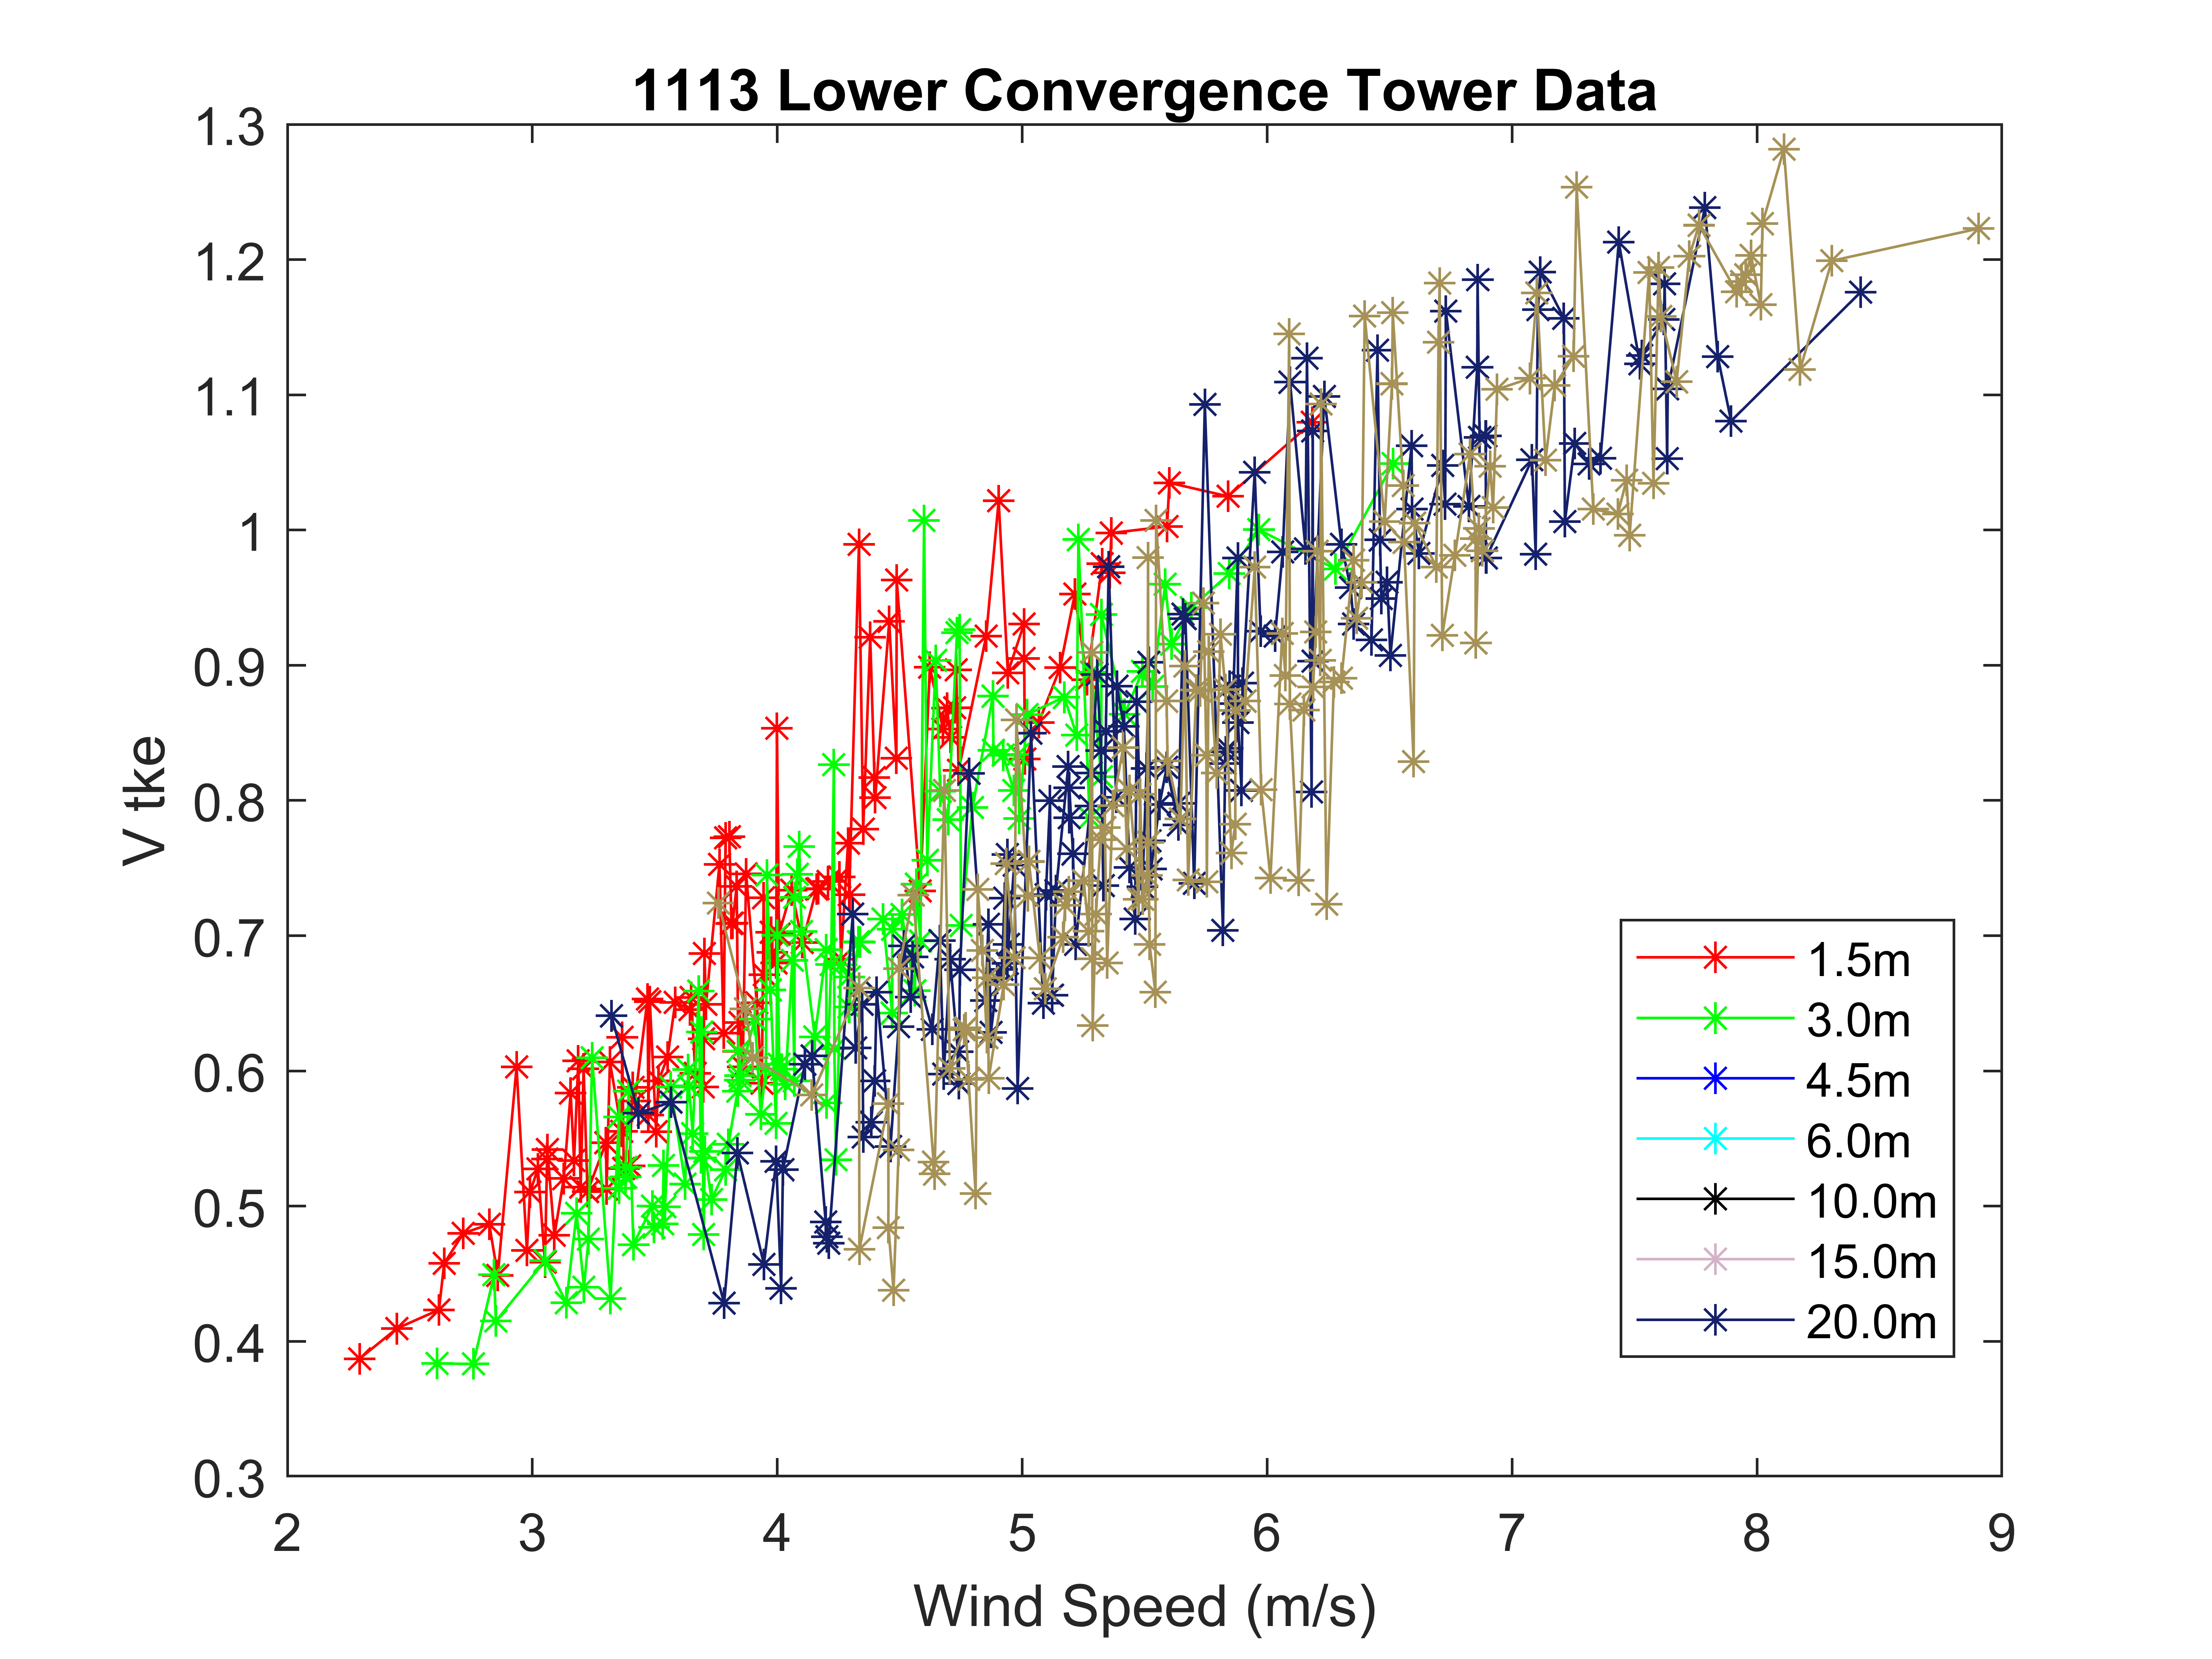 1113 Lower Convergence Tower Data
1.3
1.2
1.1
1
0.9
0.8
0.7
0.6
0.5
0.4
0.3
V tke
1.5m
3.0m
4.5m
6.0m
10.0m
15.0m
20.0m
2 3 4 5 6 7 8 9
Wind Speed (m/s)